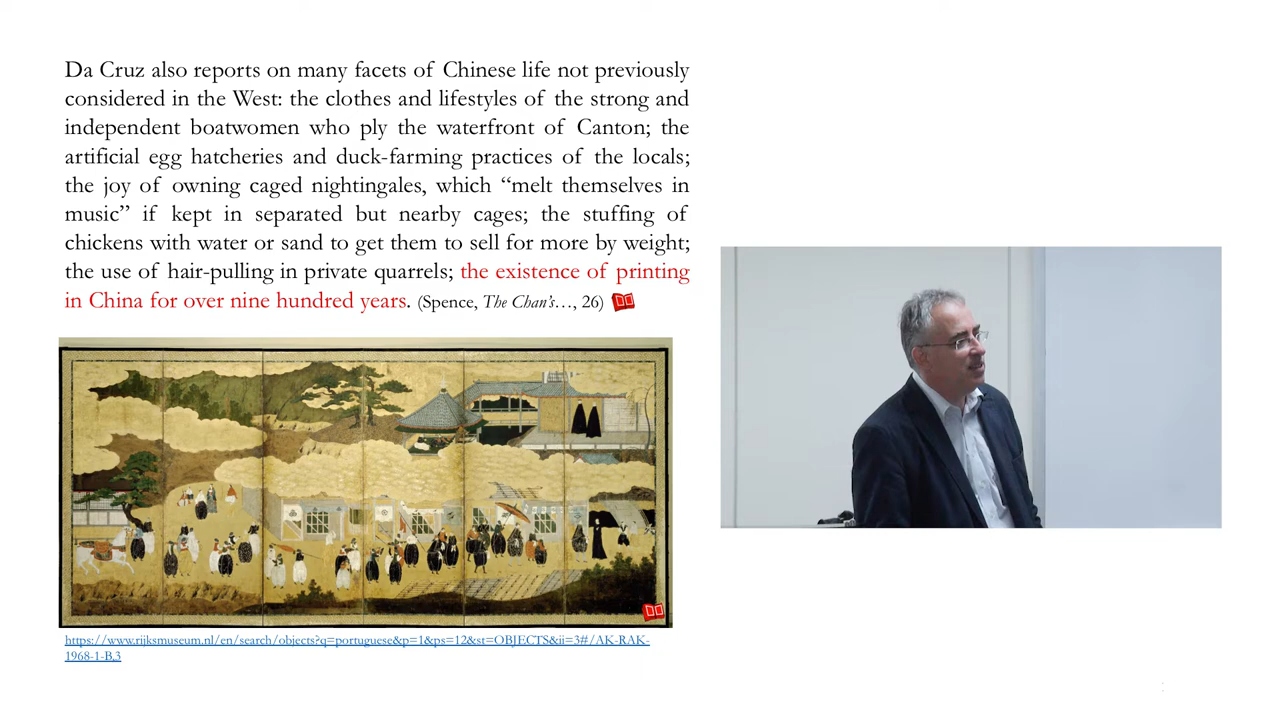 Da Cruz also reports on many facets of Chinese life not previously
considered in the West: the clothes and lifestyles of the strong and
independent boatwomen who ply the waterfront of Canton; the
artificial egg hatcheries and duck-farming practices of the locals;
the joy of owning caged nightingales, which “melt themselves in
music” if kept in separated but nearby cages; the stuffing of
chickens with water or sand to get them to sell for more by weight;
the use of hair-pulling in private quarrels; the existence of printing
in China for over nine hundred years. (Spence, The Chan’s…, 26)
https://www.rijksmuseum.nl/en/search/objects?q=portuguese&p=1&ps=12&st=OBJECTS&ii=3#/AK-RAK-
1968-1-B,3